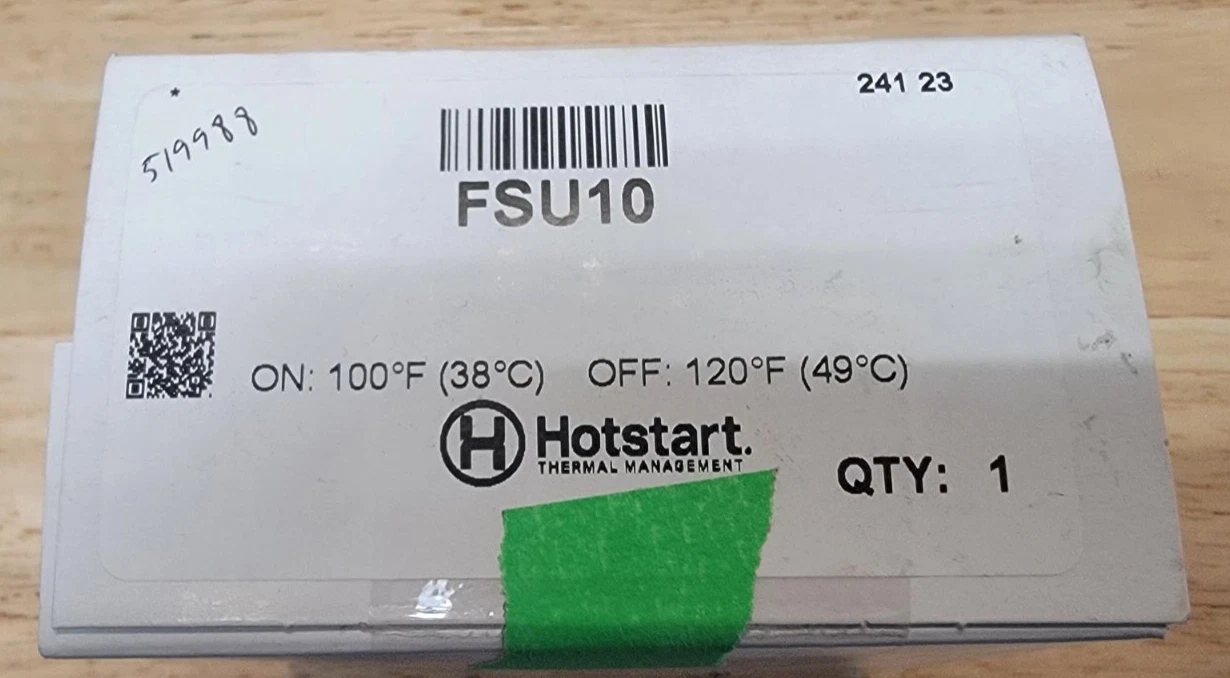 241 23
*
519988
FSU10
ON: 100°F (38°C) OFF: 120°F (49°C)
H Hotstart.
THERMAL MANAGEMENT
QTY: 1